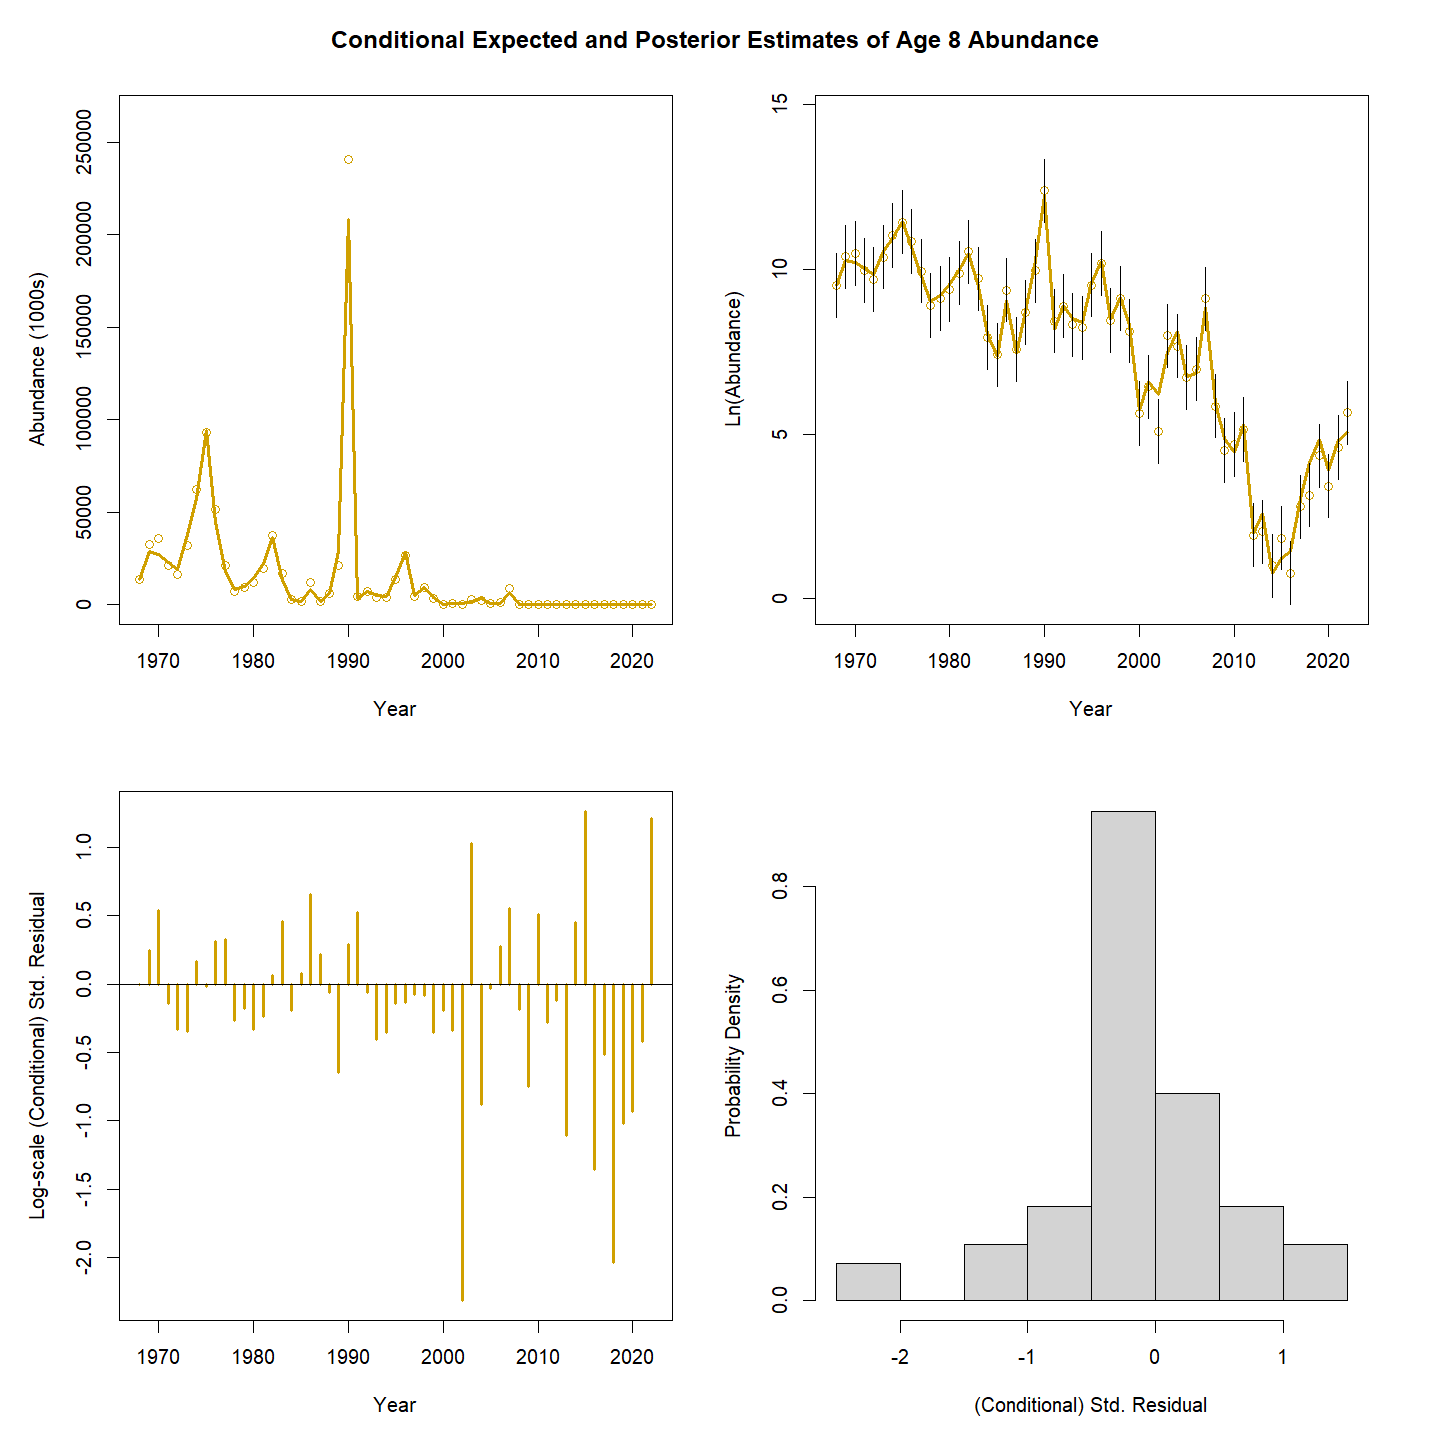 Conditional Expected and Posterior Estimates of Age 8 Abundance
Abundance (1000s)
250000
200000
150000
100000
50000
0
1970 1980 1990 2000 2010 2020
Year
Ln(Abundance)
15
10
5
0
1970 1980 1990 2000 2010 2020
Year
Log-scale (Conditional) Std. Residual
1.0
0.5
0.0
-0.5
-1.0
-1.5
-2.0
1970 1980 1990 2000 2010 2020
Year
Probability Density
0.8
0.6
0.4
0.2
0.0
-2 -1 0 1
(Conditional) Std. Residual